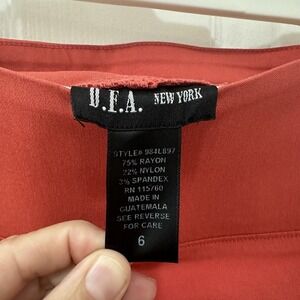 D.F.A. NEW YORK
STYLE# 984L697
75% RAYON
22% NYLON
3% SPANDEX
RN 115760
MADE IN
GUATEMALA
SEE REVERSE
FOR CARE
6